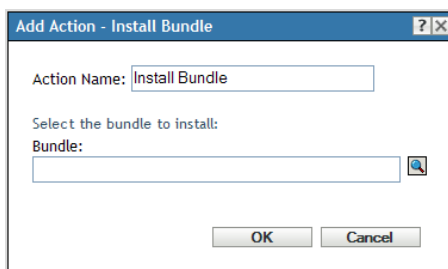 Add Action - Install Bundle ? X
Action Name: Install Bundle
Select the bundle to install:
Bundle:
OK Cancel